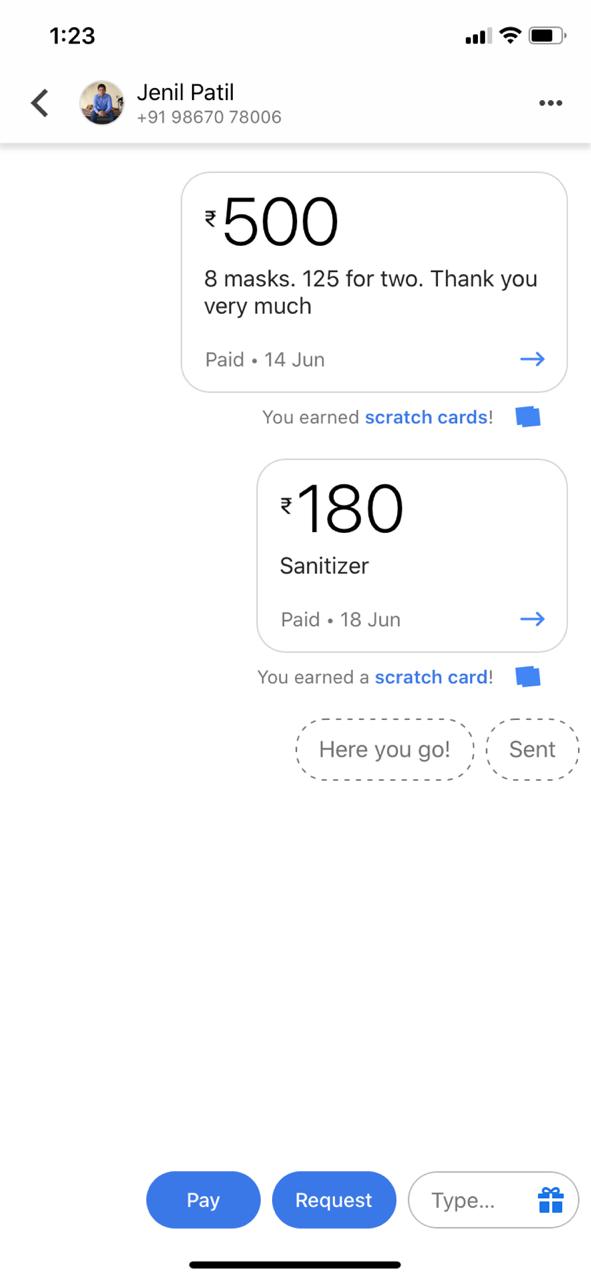 1:23
Jenil Patil
+91 98670 78006
₹500
8 masks. 125 for two. Thank you
very much
Paid • 14 Jun
You earned scratch cards!
₹180
Sanitizer
Paid • 18 Jun
You earned a scratch card!
Here you go! Sent
Pay Request Type...